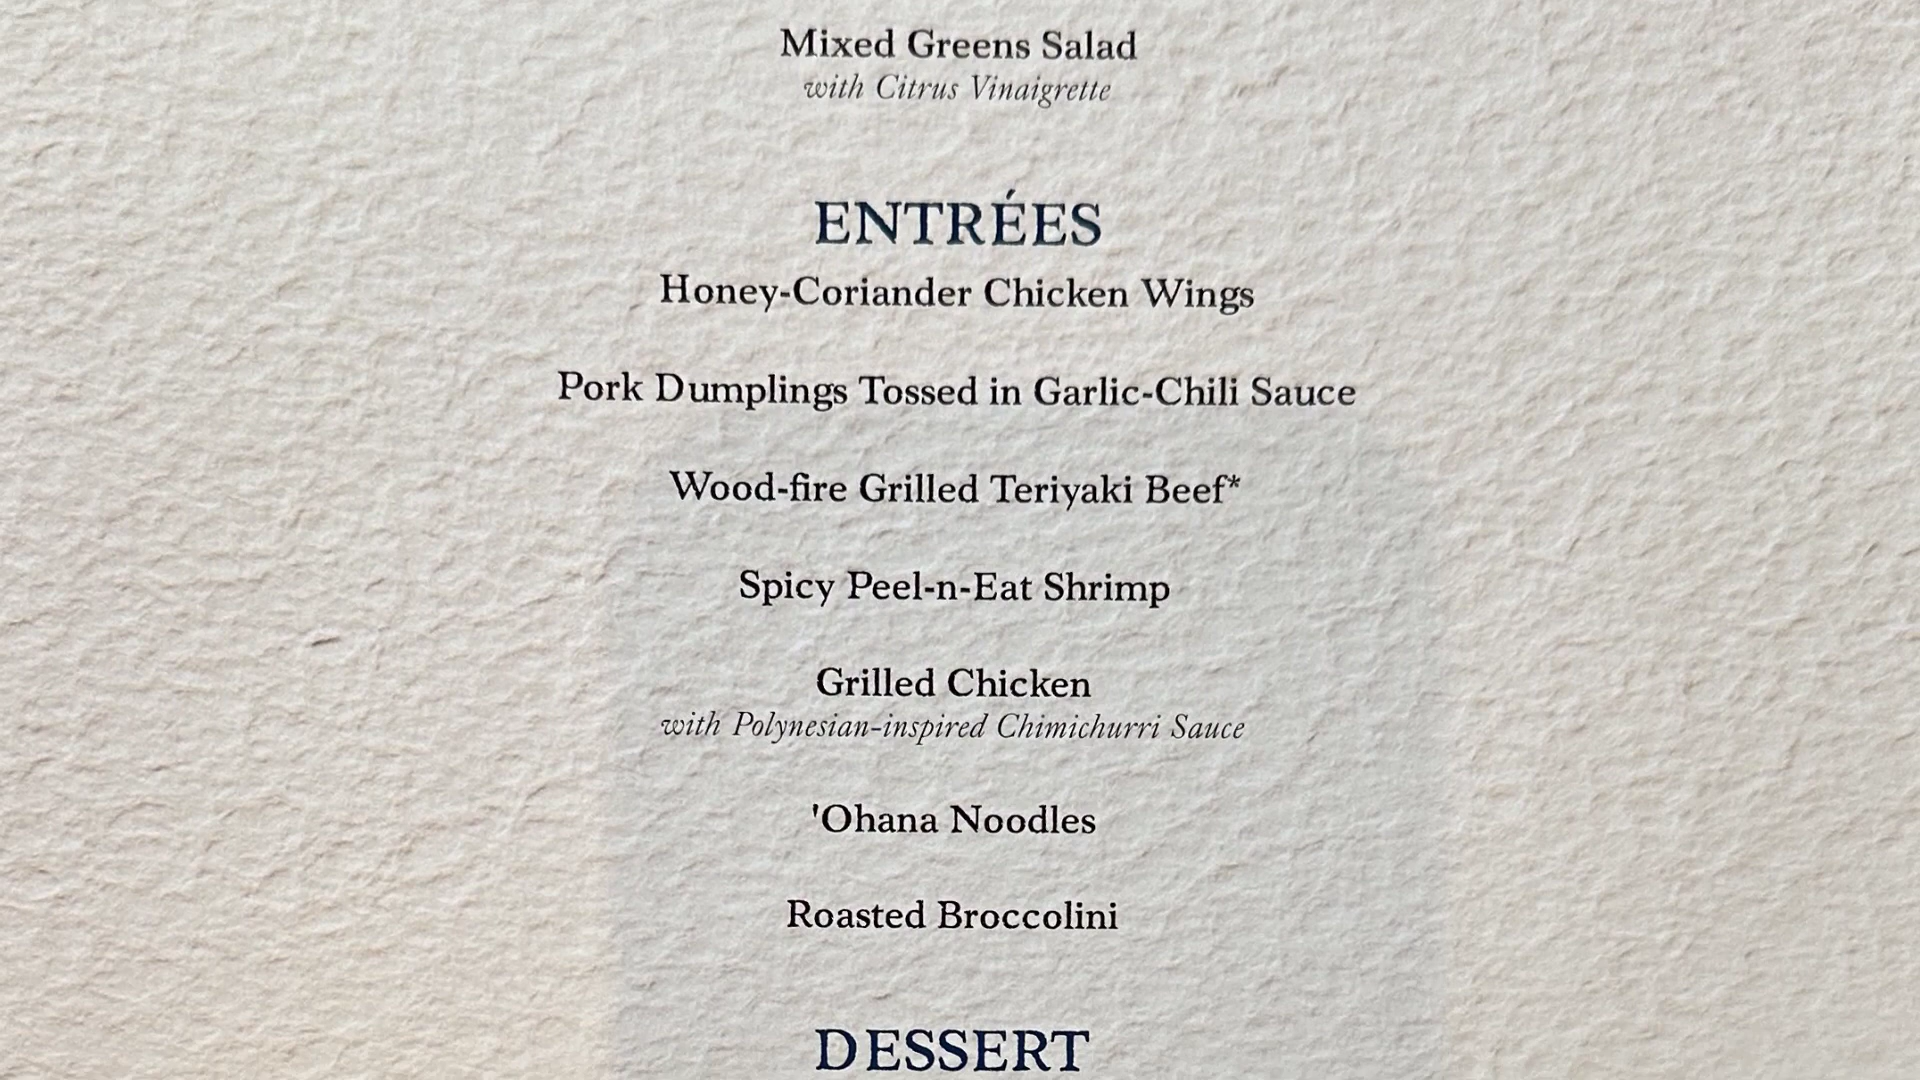 Mixed Greens Salad
with Citrus Vinaigrette
ENTRÉES
Honey-Coriander Chicken Wings
Pork Dumplings Tossed in Garlic-Chili Sauce
Wood-fire Grilled Teriyaki Beef*
Spicy Peel-n-Eat Shrimp
Grilled Chicken
with Polynesian-inspired Chimichurri Sauce
'Ohana Noodles
Roasted Broccolini
DESSERT